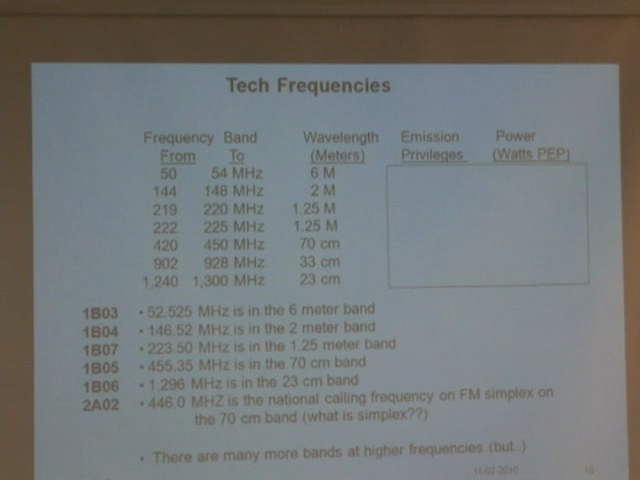 Tech Frequencies
Frequency Band Wavelength Emission Power
From To (Meters) Privileges (Watts PEP)
50 54 MHz 6 M
144 148 MHz 2 M
219 220 MHz 1.25 M
222 225 MHz 1.25 M
420 450 MHz 70 cm
902 928 MHz 33 cm
1,240 1,300 MHz 23 cm
1B03 • 52.525 MHz is in the 6 meter band
1B04 • 146.52 MHz is in the 2 meter band
1B07 • 223.50 MHz is in the 1.25 meter band
1B05 • 455.35 MHz is in the 70 cm band
1B06 • 1,296 MHz is in the 23 cm band
2A02 • 446.0 MHZ is the national calling frequency on FM simplex on
the 70 cm band (what is simplex??)
• There are many more bands at higher frequencies (but..)
11-02-2010 10